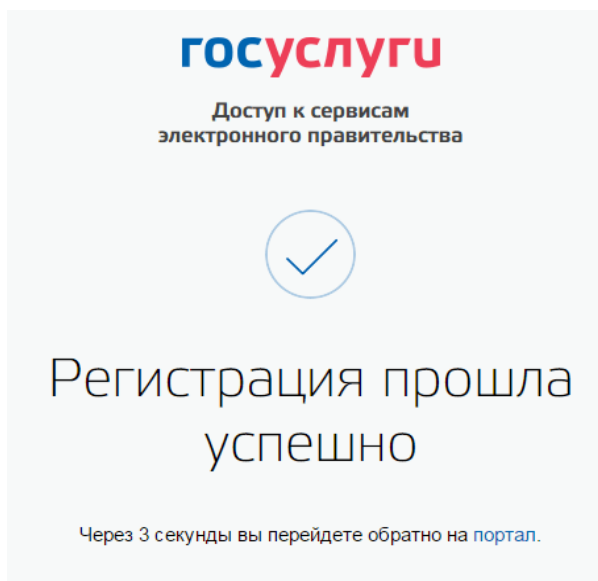 госуслуги
Доступ к сервисам
электронного правительства
Регистрация прошла
успешно
Через 3 секунды вы перейдете обратно на портал.